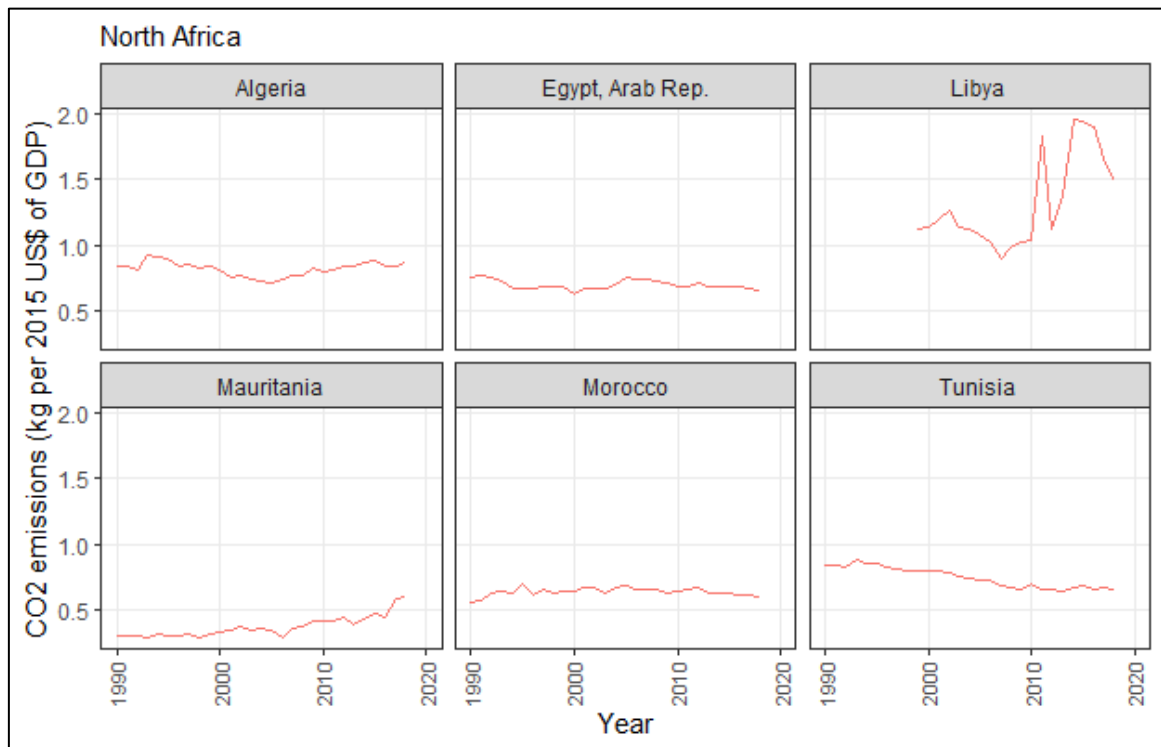 North Africa
Algeria
Egypt, Arab Rep.
Libya
CO2 emissions (kg per 2015 US$ of GDP)
2.0
1.5
1.0
0.5
Mauritania
Morocco
Tunisia
2.0
1.5
1.0
0.5
1990
2000
2010
2020
1990
2000
2010
2020
1990
2000
2010
2020
Year